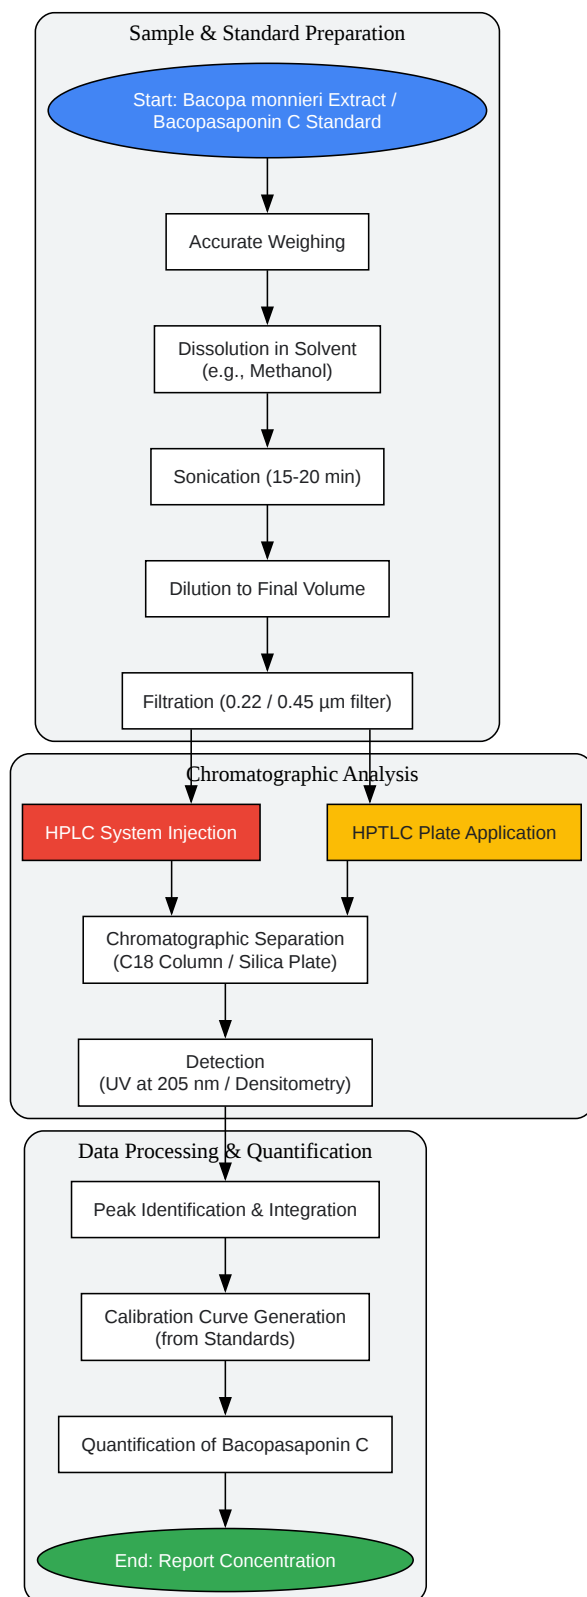 Sample & Standard Preparation
Start: Bacopa monnieri Extract /
Bacopasaponin C Standard
Accurate Weighing
Dissolution in Solvent
(e.g., Methanol)
Sonication (15-20 min)
Dilution to Final Volume
Filtration (0.22 / 0.45 µm filter)
Chromatographic Analysis
HPLC System Injection
HPTLC Plate Application
Chromatographic Separation
(C18 Column / Silica Plate)
Detection
(UV at 205 nm / Densitometry)
Data Processing & Quantification
Peak Identification & Integration
Calibration Curve Generation
(from Standards)
Quantification of Bacopasaponin C
End: Report Concentration